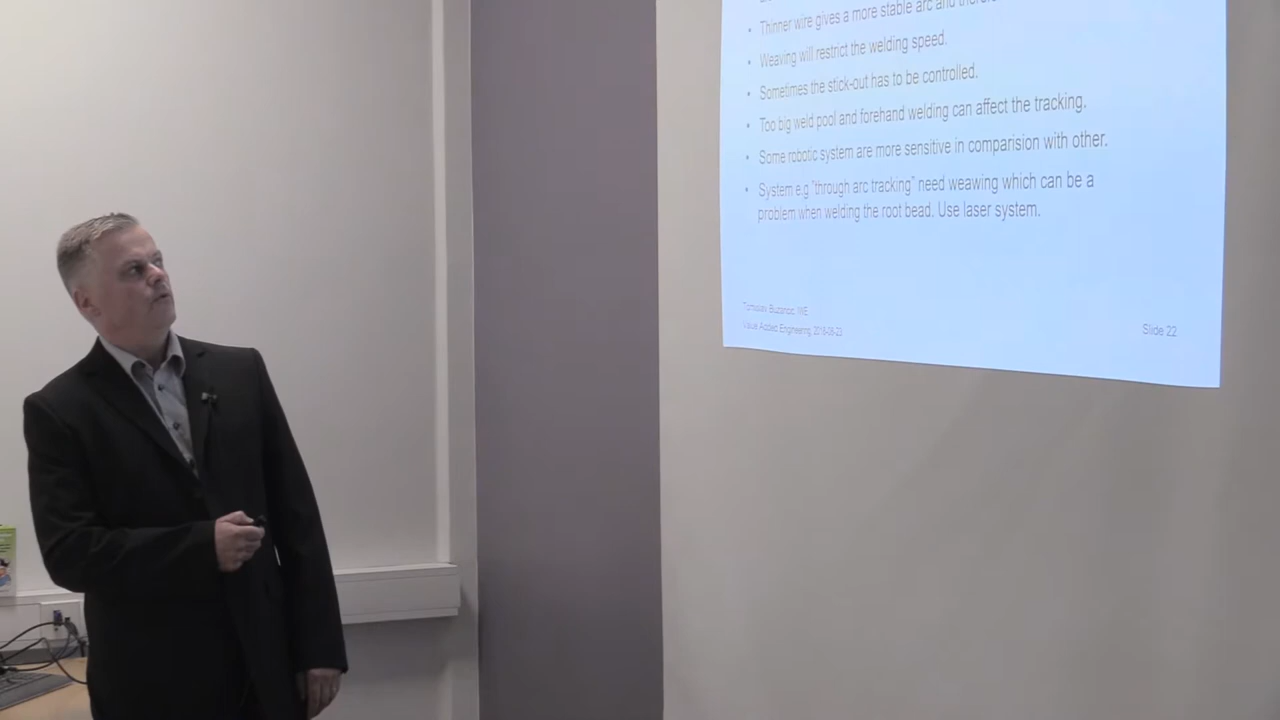 Thinner wire gives a more stable arc and
• Weaving will restrict the welding speed.
• Sometimes the stick-out has to be controlled.
• Too big weld pool and forehand welding can affect the tracking.
• Some robotic system are more sensitive in comparision with other.
• System e.g "through arc tracking" need weawing which can be a
problem when welding the root bead. Use laser system.
Value Added Engineering,
Slide 22